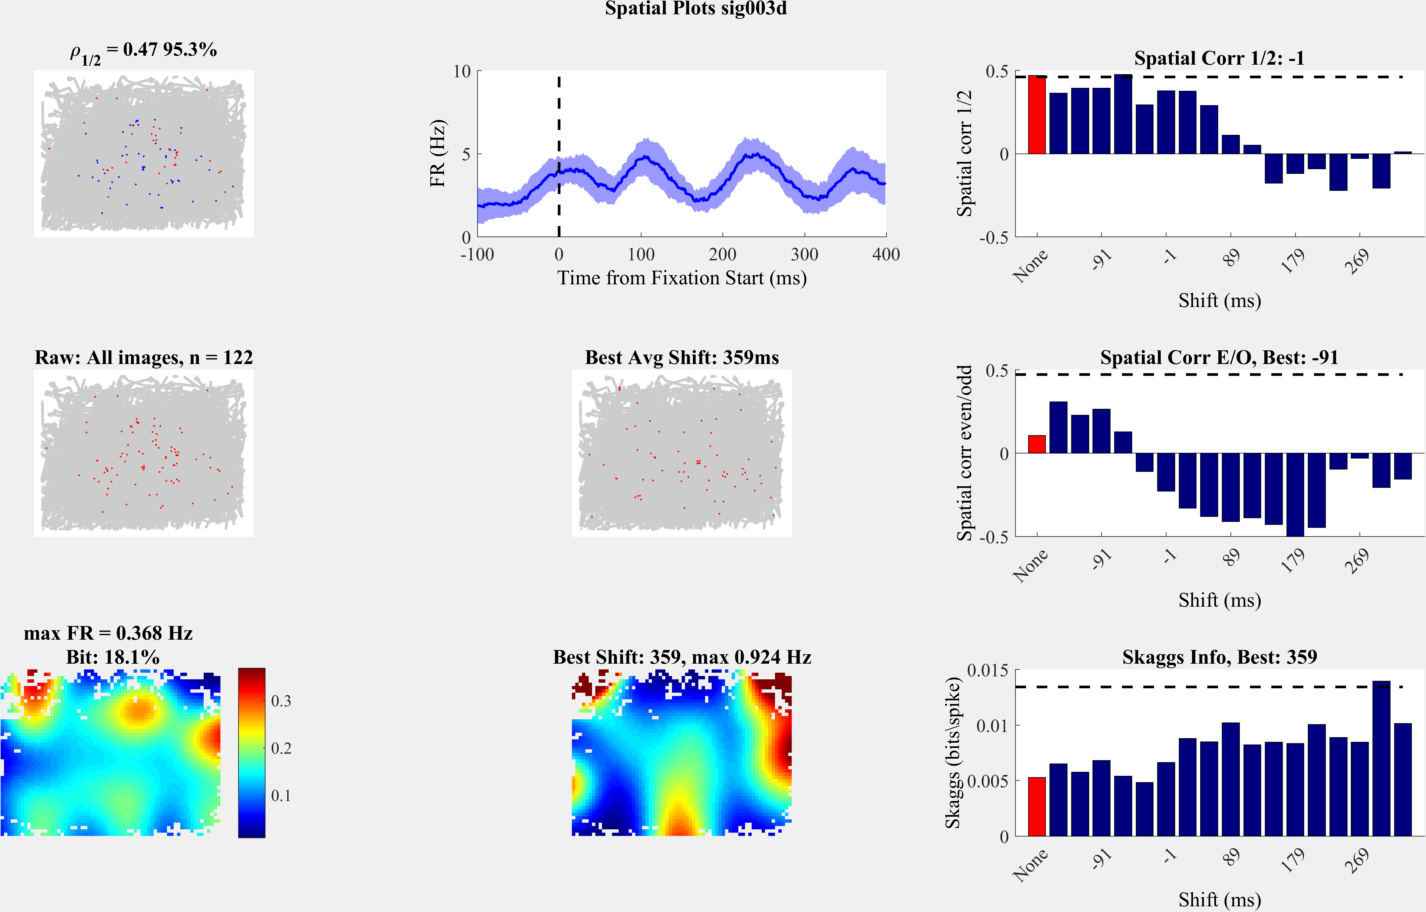 Spatial Plots sig003d
ρ1/2 = 0.47 95.3%
10
5
0
FR (Hz)
-100 0 100 200 300 400
Time from Fixation Start (ms)
Spatial Corr 1/2: -1
0.5
0
-0.5
Spatial corr 1/2
None -91 -1 89 179 269
Shift (ms)
Raw: All images, n = 122
Best Avg Shift: 359ms
Spatial Corr E/O, Best: -91
0.5
0
-0.5
Spatial corr even/odd
None -91 -1 89 179 269
Shift (ms)
max FR = 0.368 Hz
Bit: 18.1%
0.3
0.2
0.1
Best Shift: 359, max 0.924 Hz
Skaggs Info, Best: 359
0.015
0.01
0.005
0
Skaggs (bits\spike)
None -91 -1 89 179 269
Shift (ms)